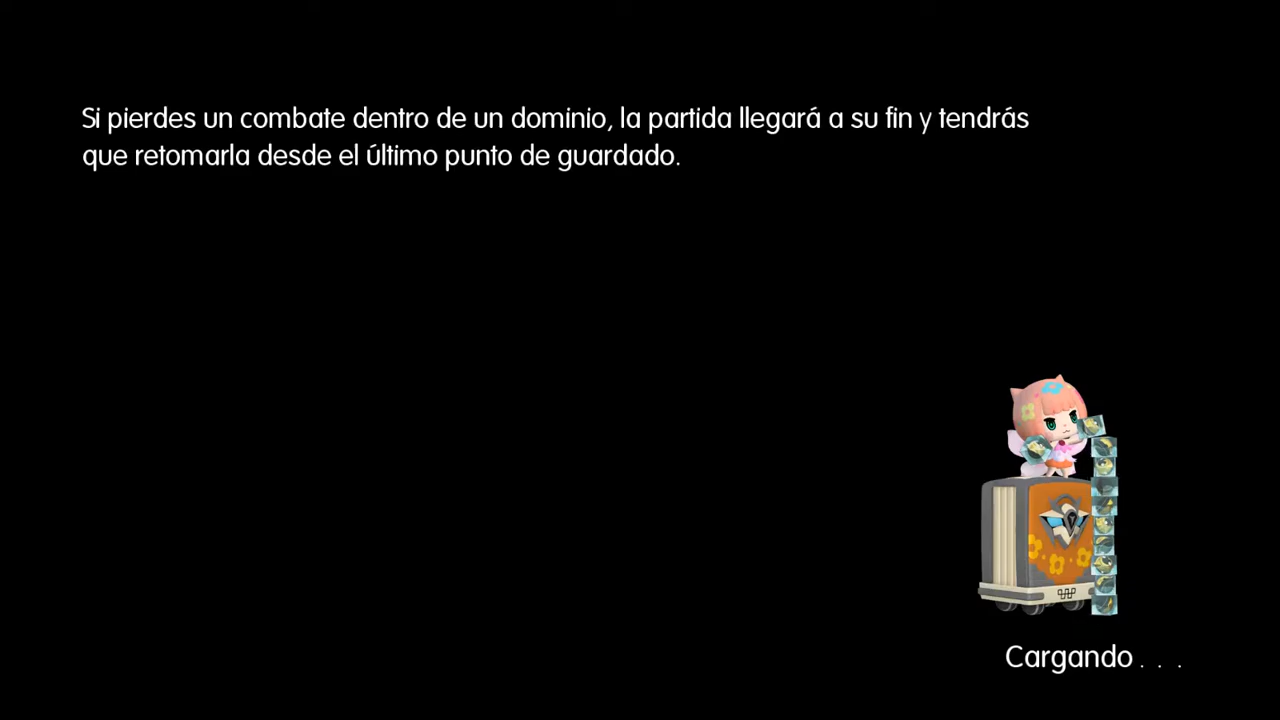 Si pierdes un combate dentro de un dominio, la partida llegará a su fin y tendrás
que retomarla desde el último punto de guardado.
Cargando . . .